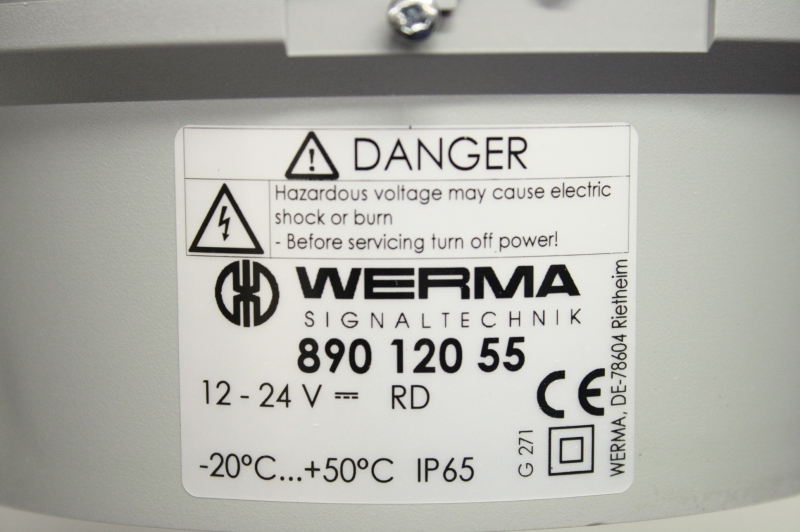 DANGER
Hazardous voltage may cause electric
shock or burn
- Before servicing turn off power!
WERMA
SIGNALTECHNIK
890 120 55
12 - 24 V ⎓ RD
-20°C...+50°C IP65
CE
G 271
WERMA, DE-78604 Rietheim